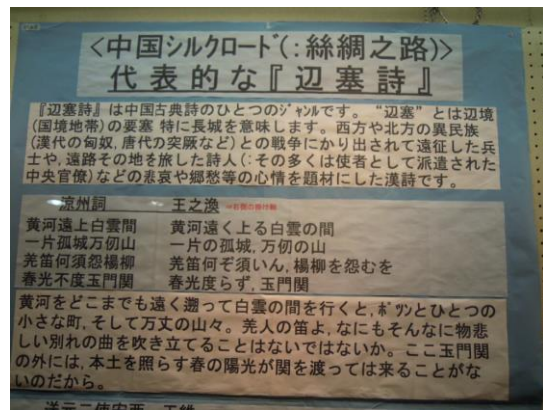 <中国シルクロード(:絲綢之路)>
代表的な『辺塞詩』
『辺塞詩』は中国古典詩のひとつのジャンルです。“辺塞”とは辺境
(国境地帯)の要塞 特に長城を意味します。西方や北方の異民族
(漢代の匈奴,唐代の突厥など)との戦争にかり出されて遠征した兵
士や,遠路その地を旅した詩人(:その多くは使者として派遣された
中央官僚)などの悲哀や郷愁等の心情を題材にした漢詩です。
涼州詞 王之渙
黄河遠上白雲間 黄河遠く上る白雲の間
一片孤城万仞山 一片の孤城,万仞の山
羌笛何須怨楊柳 羌笛何ぞ須いん,楊柳を怨むを
春光不度玉門関 春光度らず,玉門関
黄河をどこまでも遠く遡って白雲の間を行くと,ポツンとひとつの
小さな町,そして万丈の山々。羌人の笛よ,なにもそんなに物悲
しい別れの曲を吹き立てることはないではないか。ここ玉門関
の外には,本土を照らす春の陽光が関を渡っては来ることがな
いのだから。